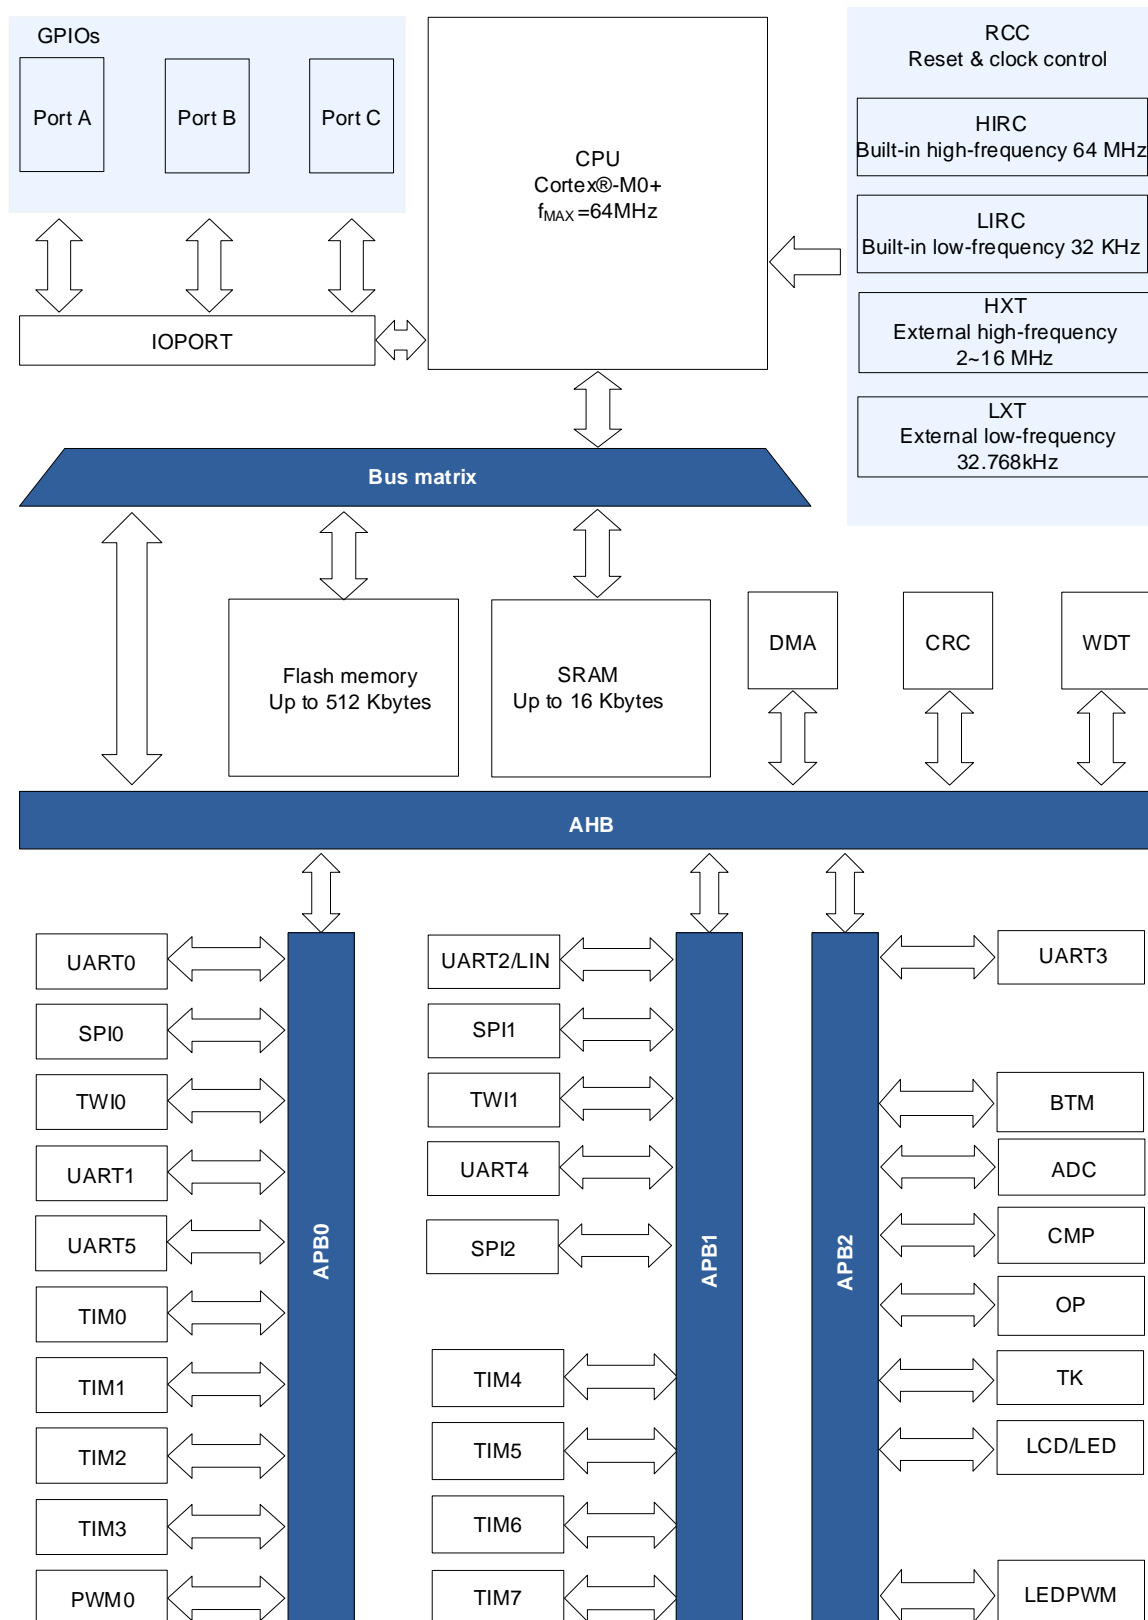 GPIOs
Port A
Port B
Port C
IOPORT
CPU
Cortex®-M0+
fMAX =64MHz
RCC
Reset & clock control
HIRC
Built-in high-frequency 64 MHz
LIRC
Built-in low-frequency 32 KHz
HXT
External high-frequency
2~16 MHz
LXT
External low-frequency
32.768kHz
Bus matrix
Flash memory
Up to 512 Kbytes
SRAM
Up to 16 Kbytes
DMA
CRC
WDT
AHB
UART0
SPI0
TWI0
UART1
UART5
TIM0
TIM1
TIM2
TIM3
PWM0
APB0
UART2/LIN
SPI1
TWI1
UART4
SPI2
TIM4
TIM5
TIM6
TIM7
APB1
APB2
UART3
BTM
ADC
CMP
OP
TK
LCD/LED
LEDPWM